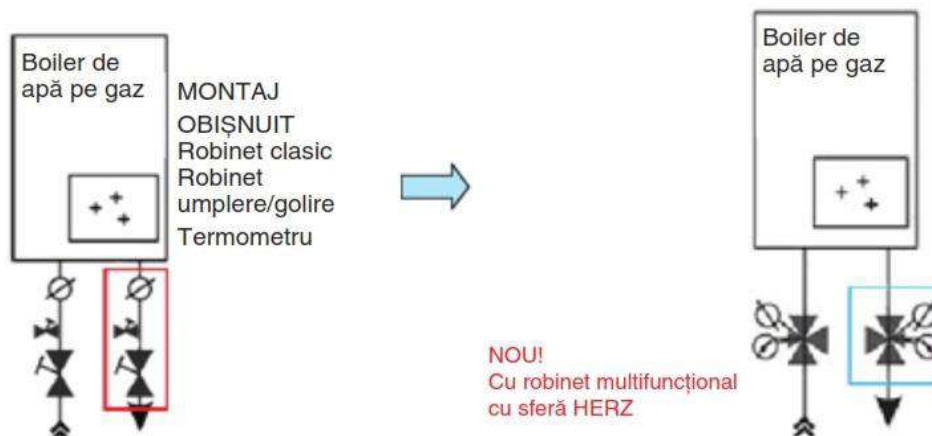 Boiler de
apă pe gaz
MONTAJ
OBIȘNUIT
Robinet clasic
Robinet
umplere/golire
Termometru
NOU!
Cu robinet multifuncțional
cu sferă HERZ
Boiler de
apă pe gaz